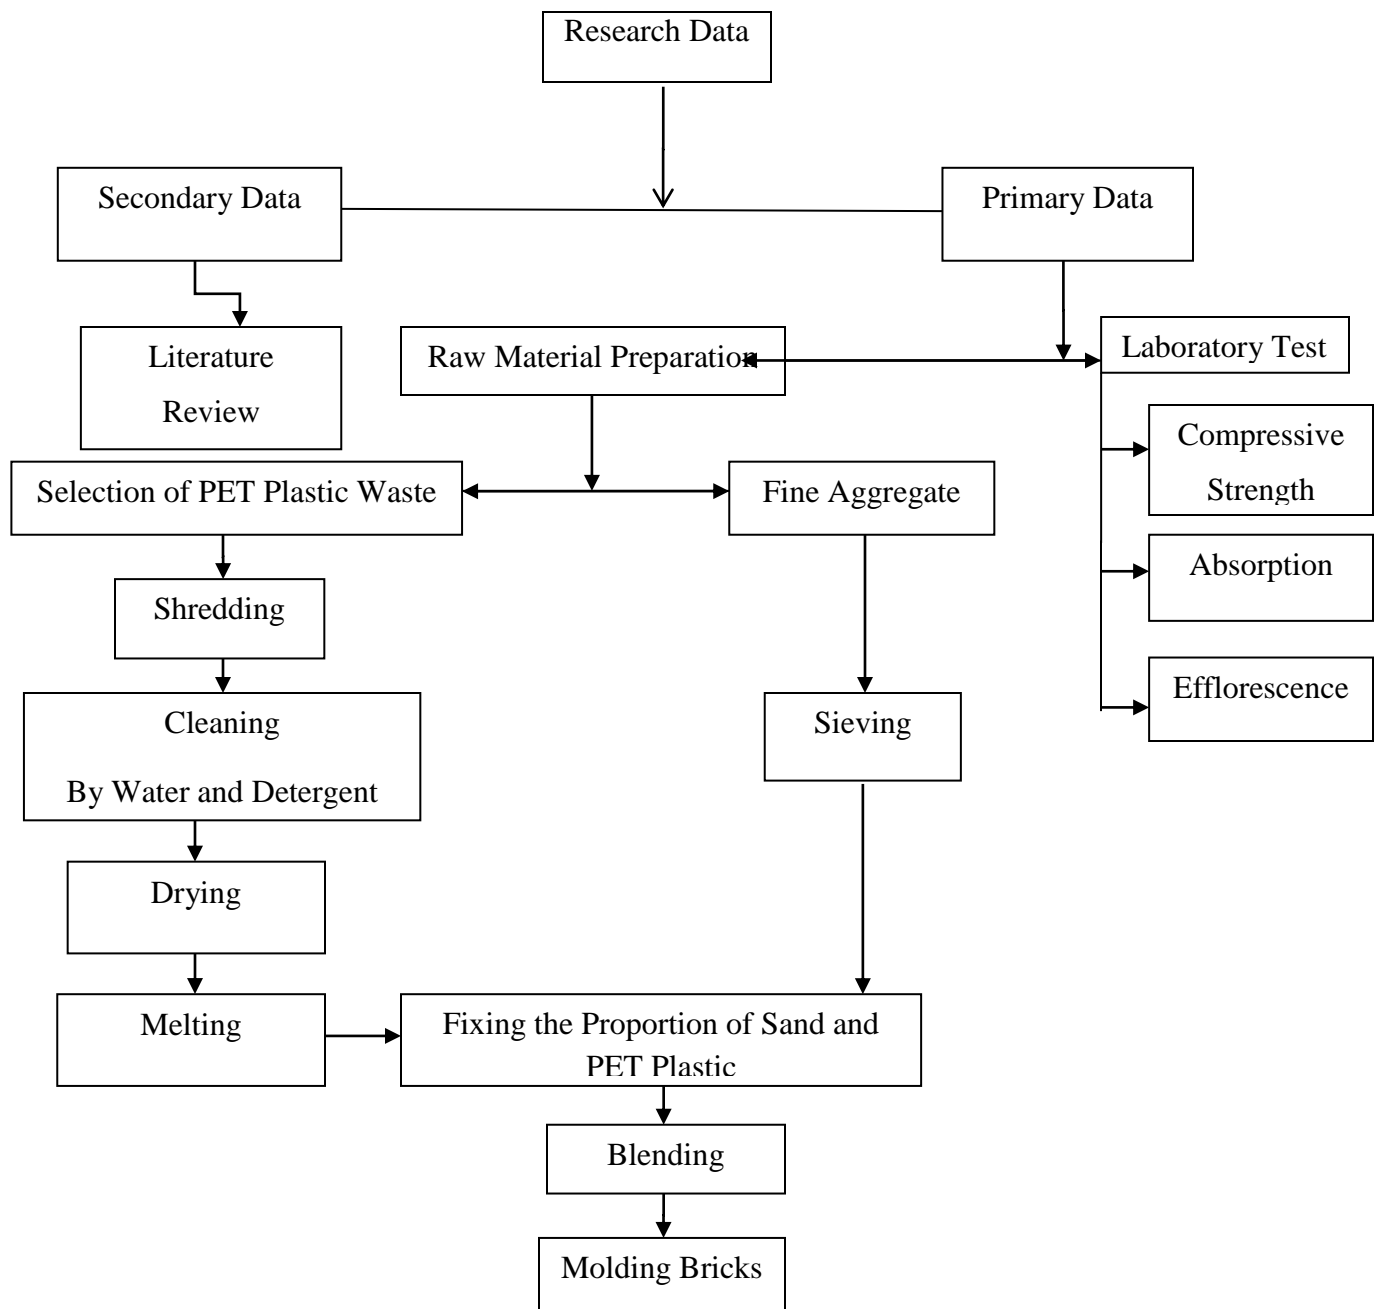 Research Data
Secondary Data
Primary Data
Literature
Review
Raw Material Preparation
Laboratory Test
Compressive
Strength
Selection of PET Plastic Waste
Fine Aggregate
Absorption
Shredding
Efflorescence
Cleaning
By Water and Detergent
Sieving
Drying
Melting
Fixing the Proportion of Sand and
PET Plastic
Blending
Molding Bricks